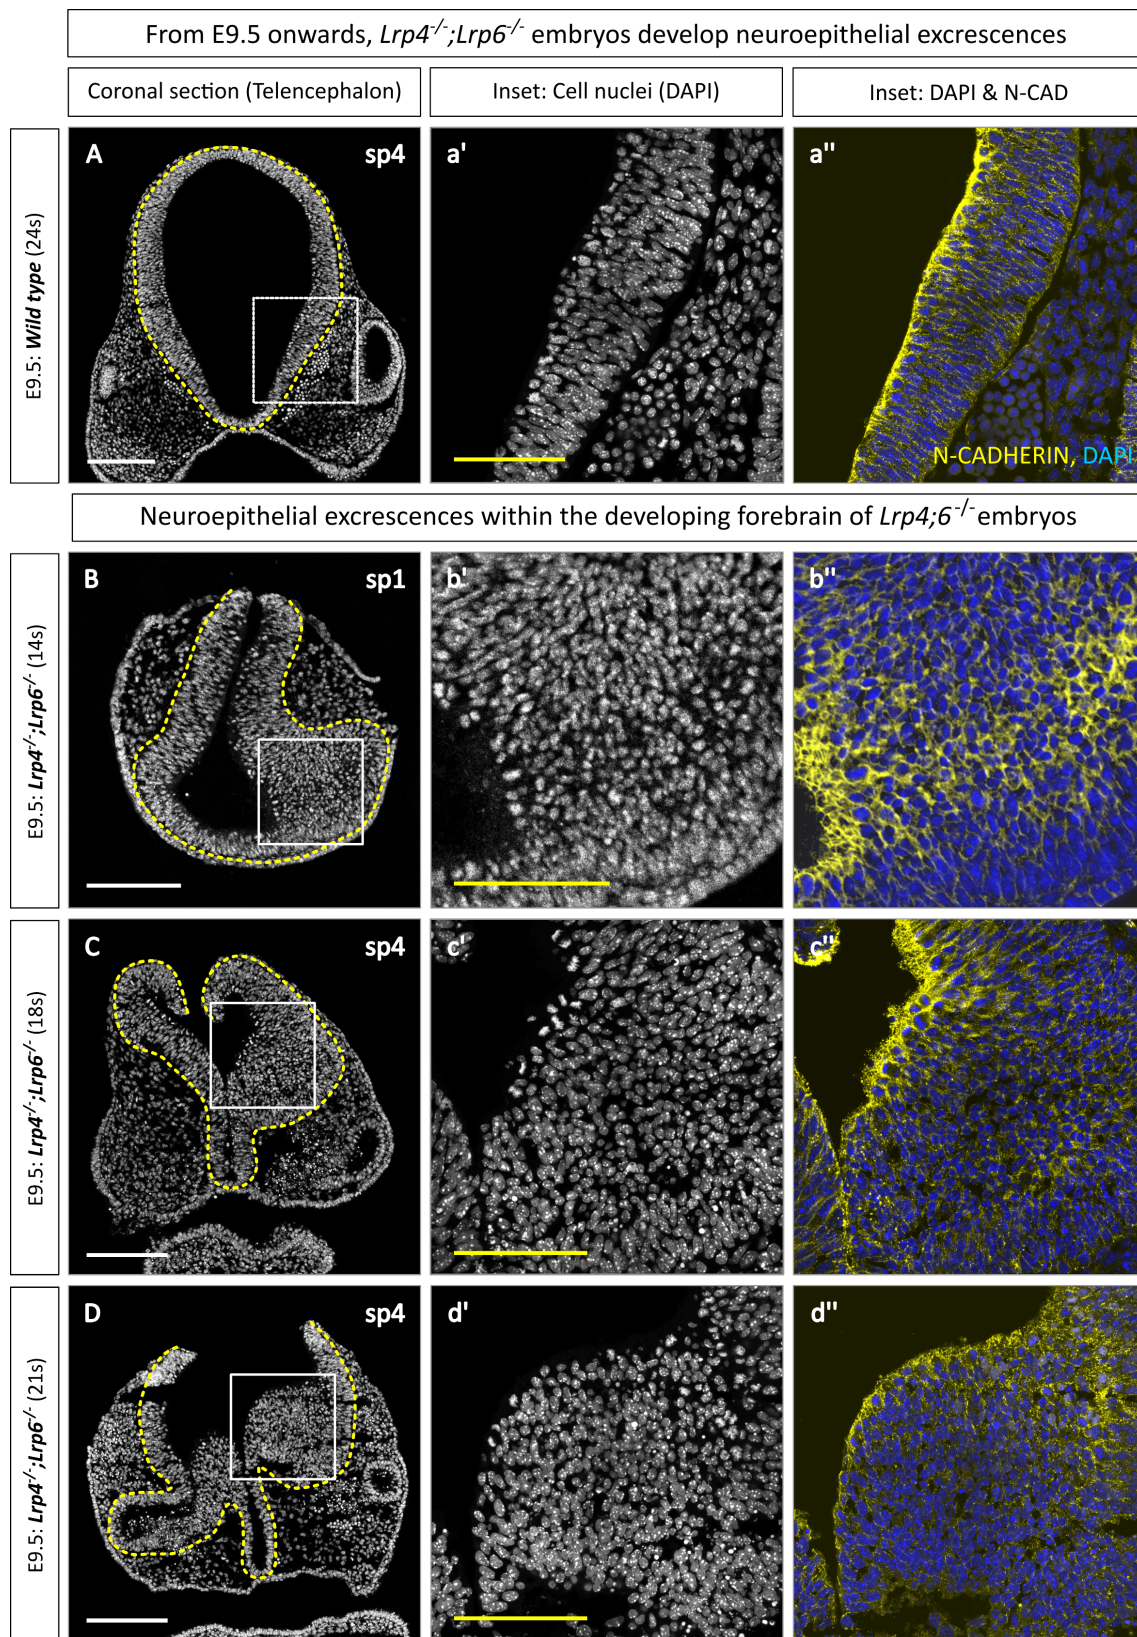 From E9.5 onwards, Lrp4-/-;Lrp6-/- embryos develop neuroepithelial excrescences
Coronal section (Telencephalon)
Inset: Cell nuclei (DAPI)
Inset: DAPI & N-CAD
E9.5: Wild type (24s)
A
sp4
a'
a''
N-CADHERIN, DAPI
Neuroepithelial excrescences within the developing forebrain of Lrp4;6-/- embryos
E9.5: Lrp4-/-;Lrp6-/- (14s)
B
sp1
b'
b''
E9.5: Lrp4-/-;Lrp6-/- (18s)
C
sp4
c'
c''
E9.5: Lrp4-/-;Lrp6-/- (21s)
D
sp4
d'
d''